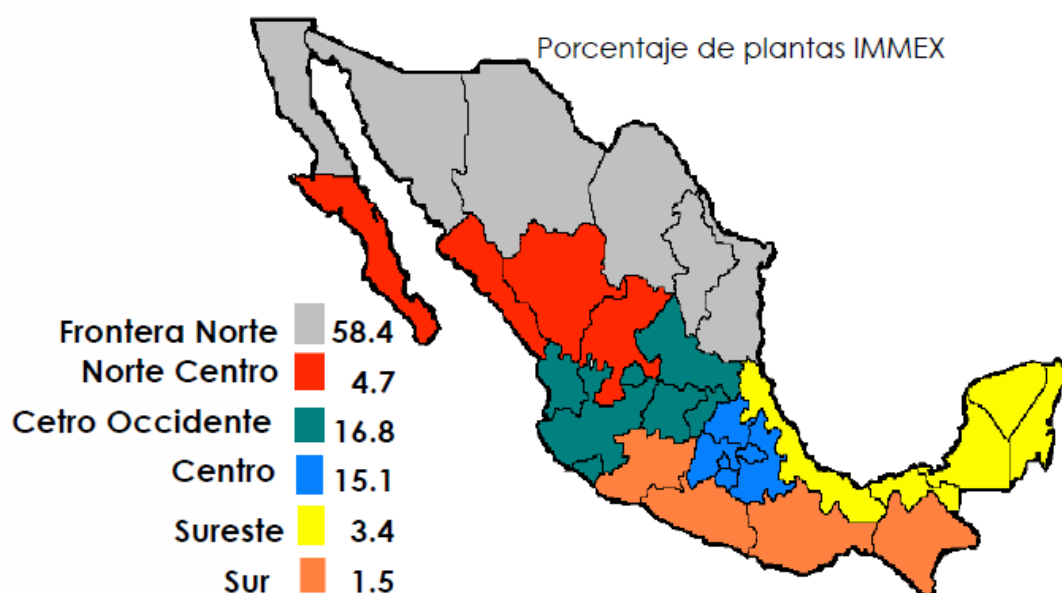 Porcentaje de plantas IMMEX
Frontera Norte 58.4
Norte Centro 4.7
Cetro Occidente 16.8
Centro 15.1
Sureste 3.4
Sur 1.5